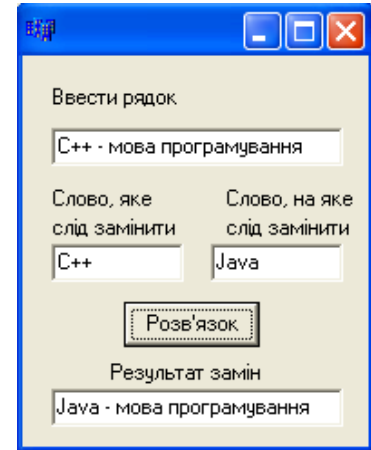 Ввести рядок
С++ - мова програмування
Слово, яке
слід замінити
Слово, на яке
слід замінити
С++
Java
Розв'язок
Результат замін
Java - мова програмування